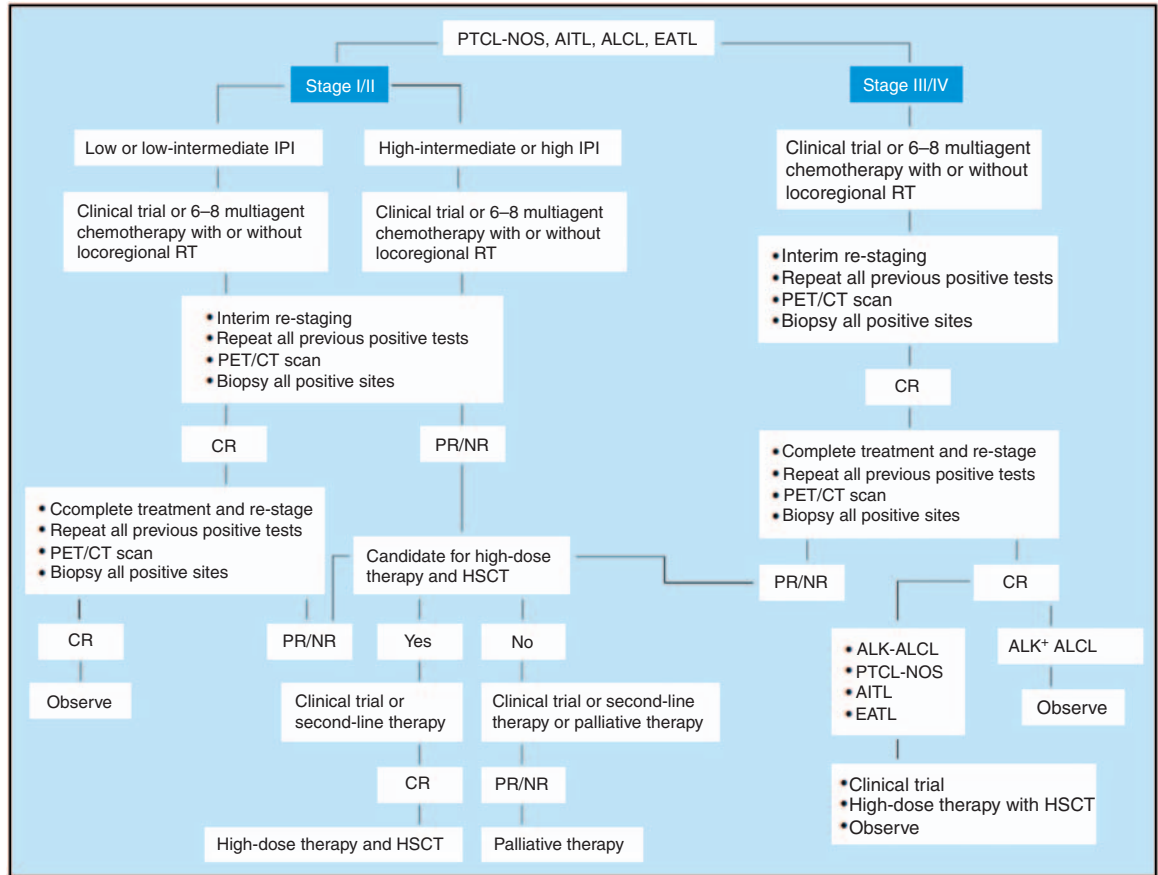 PTCL-NOS, AITL, ALCL, EATL
Stage I/II
Stage III/IV
Low or low-intermediate IPI
High-intermediate or high IPI
Clinical trial or 6–8 multiagent
chemotherapy with or without
locoregional RT
Clinical trial or 6–8 multiagent
chemotherapy with or without
locoregional RT
Clinical trial or 6–8 multiagent
chemotherapy with or without
locoregional RT
• Interim re-staging
• Repeat all previous positive tests
• PET/CT scan
• Biopsy all positive sites
• Interim re-staging
• Repeat all previous positive tests
• PET/CT scan
• Biopsy all positive sites
CR
PR/NR
CR
• Ccomplete treatment and re-stage
• Repeat all previous positive tests
• PET/CT scan
• Biopsy all positive sites
• Complete treatment and re-stage
• Repeat all previous positive tests
• PET/CT scan
• Biopsy all positive sites
Candidate for high-dose
therapy and HSCT
PR/NR
CR
CR
PR/NR
Yes
No
• ALK-ALCL
• PTCL-NOS
• AITL
• EATL
ALK⁺ ALCL
Observe
Clinical trial or
second-line therapy
Clinical trial or second-line
therapy or palliative therapy
Observe
CR
PR/NR
• Clinical trial
• High-dose therapy with HSCT
• Observe
High-dose therapy and HSCT
Palliative therapy